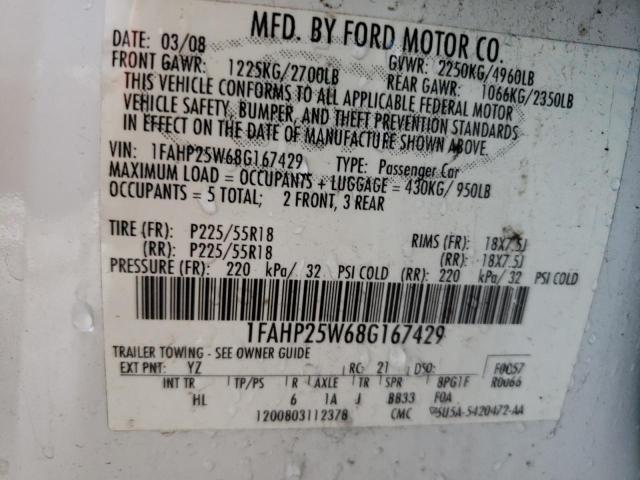 MFD. BY FORD MOTOR CO.
DATE: 03/08 GVWR: 2250KG/4960LB
FRONT GAWR: 1225KG/2700LB REAR GAWR: 1066KG/2350LB
THIS VEHICLE CONFORMS TO ALL APPLICABLE FEDERAL MOTOR
VEHICLE SAFETY, BUMPER, AND THEFT PREVENTION STANDARDS
IN EFFECT ON THE DATE OF MANUFACTURE SHOWN ABOVE.
VIN: 1FAHP25W68G167429 TYPE: Passenger Car
MAXIMUM LOAD = OCCUPANTS + LUGGAGE = 430KG/950LB
OCCUPANTS = 5 TOTAL; 2 FRONT, 3 REAR
TIRE (FR): P225/55R18 RIMS (FR): 18X7.5J
(RR): P225/55R18 (RR): 18X7.5J
PRESSURE (FR): 220 kPa/ 32 PSI COLD (RR): 220 kPa/ 32 PSI COLD
1FAHP25W68G167429
TRAILER TOWING - SEE OWNER GUIDE
EXT PNT: YZ RC: 21 DSO: F0C57
INT TR TP/PS R AXLE TR SPR 8PG1F R0066
HL 6 1A J BB33 F0A
1200803112378 CMC 5U5A-5420472-AA